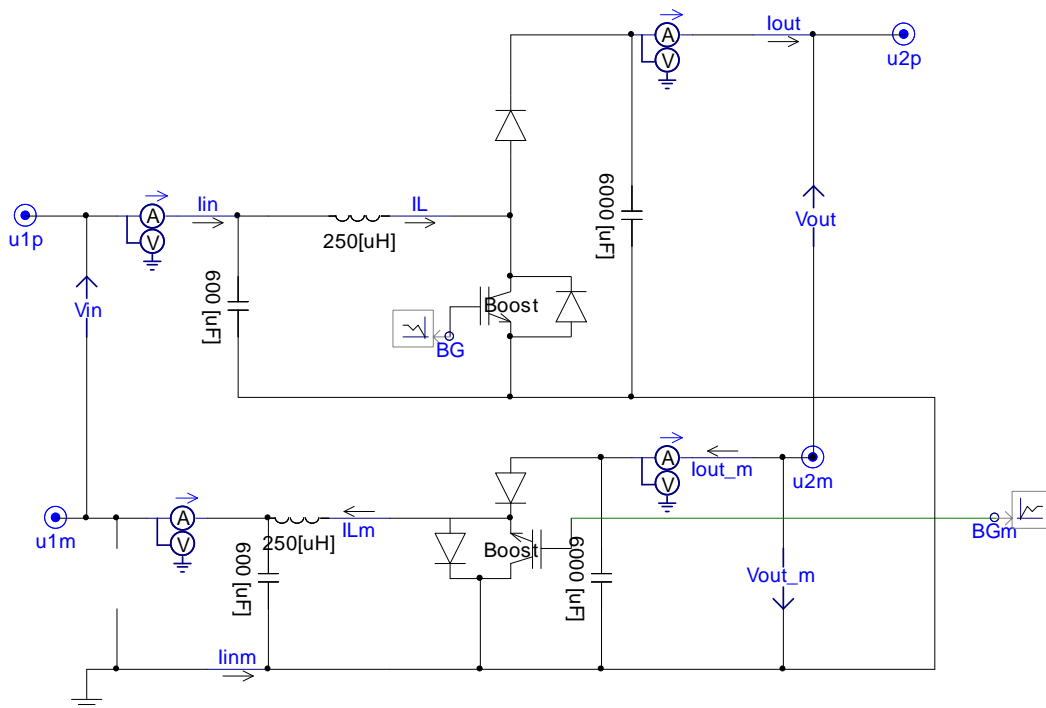 Iout
A
V
u2p
6000 [uF]
Iin
IL
A
V
u1p
250[uH]
Vout
600 [uF]
Vin
Boost
BG
A
V
Iout_m
u2m
A
V
u1m
250[uH]
ILm
Boost
BGm
600 [uF]
6000 [uF]
Vout_m
Iinm